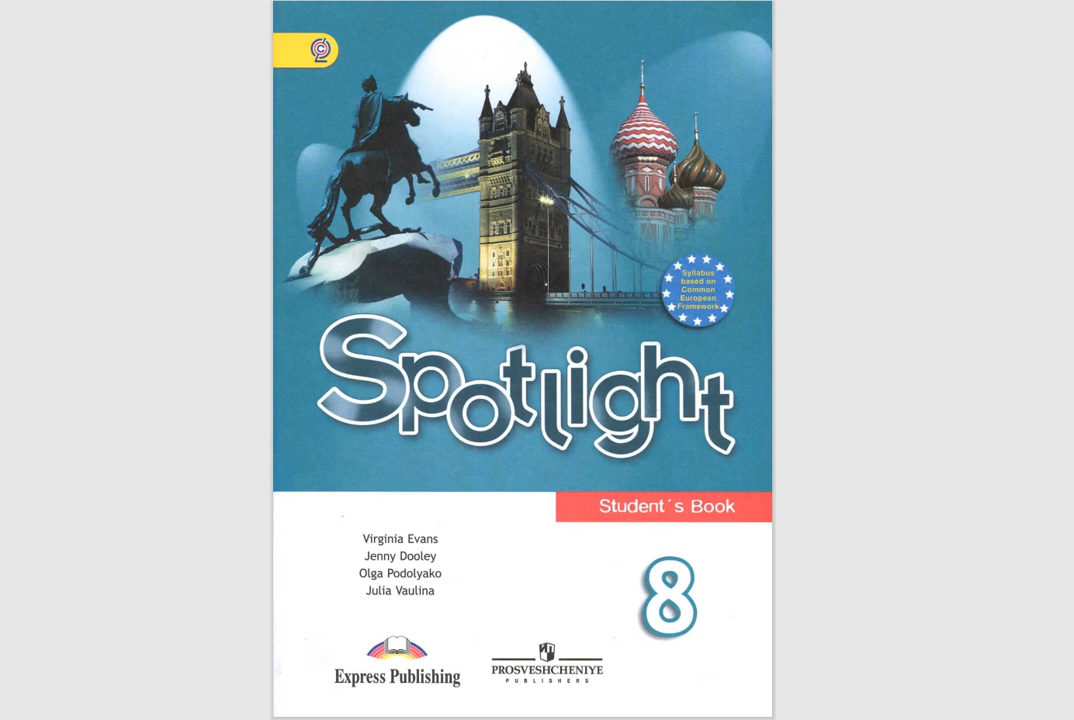 Syllabus
based on
Common
European
Framework
Spotlight
Student´s Book
Virginia Evans
Jenny Dooley
Olga Podolyako
Julia Vaulina
8
Express Publishing
PROSVESHCHENIYE
PUBLISHERS